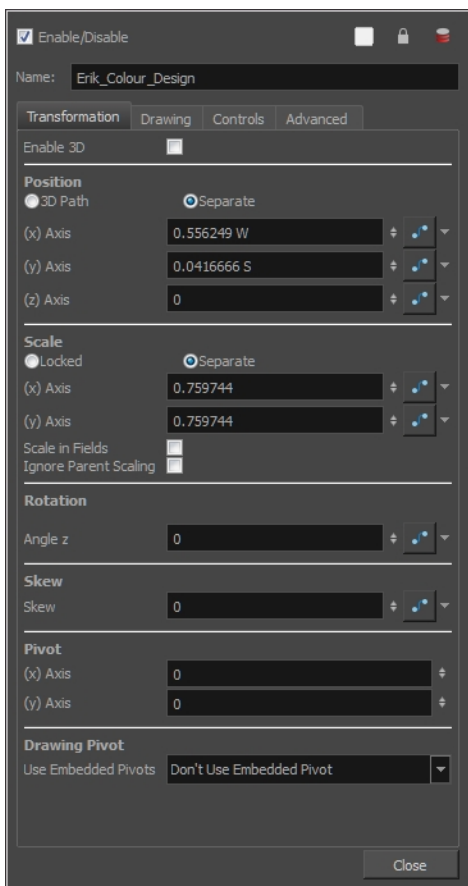 Enable/Disable
Name: Erik_Colour_Design
Transformation Drawing Controls Advanced
Enable 3D
Position
3D Path Separate
(x) Axis 0.556249 W
(y) Axis 0.0416666 S
(z) Axis 0
Scale
Locked Separate
(x) Axis 0.759744
(y) Axis 0.759744
Scale in Fields
Ignore Parent Scaling
Rotation
Angle z 0
Skew
Skew 0
Pivot
(x) Axis 0
(y) Axis 0
Drawing Pivot
Use Embedded Pivots Don't Use Embedded Pivot
Close